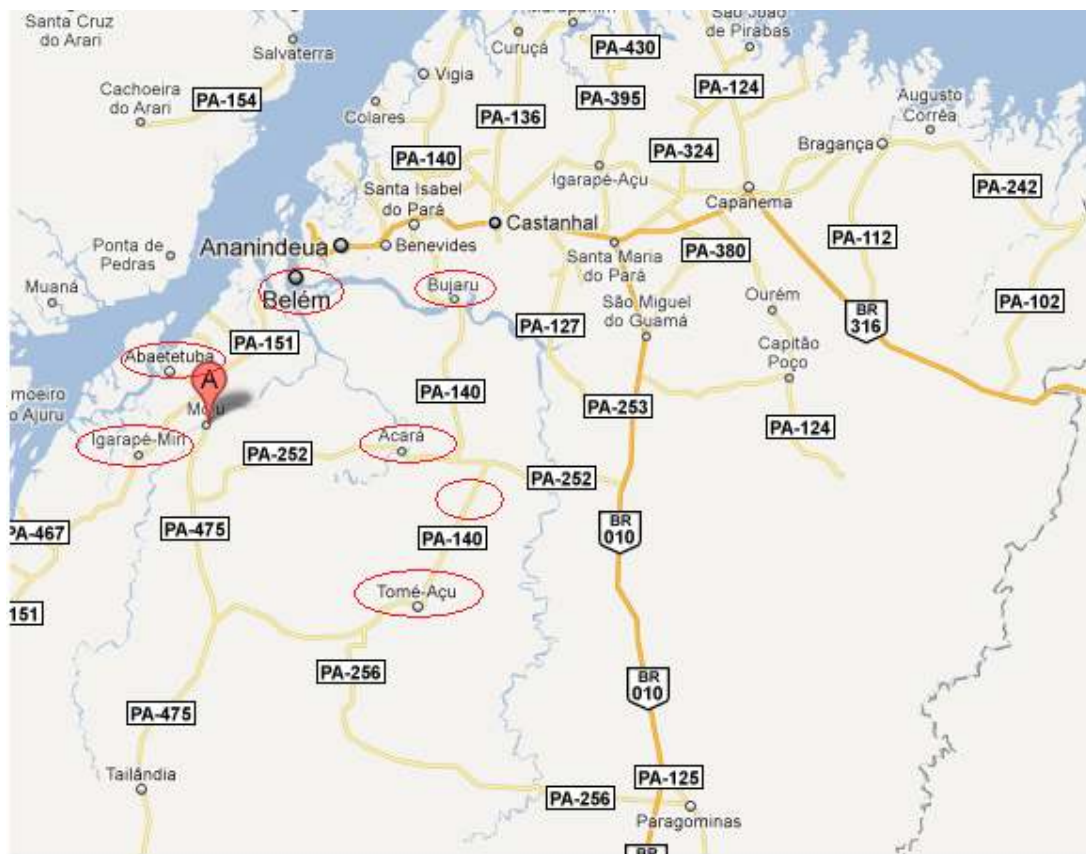 Santa Cruz
do Arari
Salvaterra
Curuçá
PA-430
São João
de Pirabas
Cachoeira
do Arari
PA-154
Vigia
Colares
PA-136
PA-395
PA-124
Augusto
Corrêa
PA-140
PA-324
Bragança
Igarapé-Açu
Santa Isabel
do Pará
Capanema
PA-242
Castanhal
Ananindeua
Benevides
Ponta de
Pedras
Santa Maria
do Pará
PA-380
PA-112
Muaná
Belém
Bujaru
São Miguel
do Guamá
Ourém
PA-102
BR
316
PA-127
PA-151
Abaetetuba
Capitão
Poço
A
moeiro
o Ajuru
Moju
PA-140
PA-253
Igarapé-Miri
Acará
PA-124
PA-252
PA-252
PA-467
PA-475
PA-140
BR
010
Tomé-Açu
151
PA-256
BR
010
PA-475
Tailândia
PA-125
PA-256
Paragominas
BR